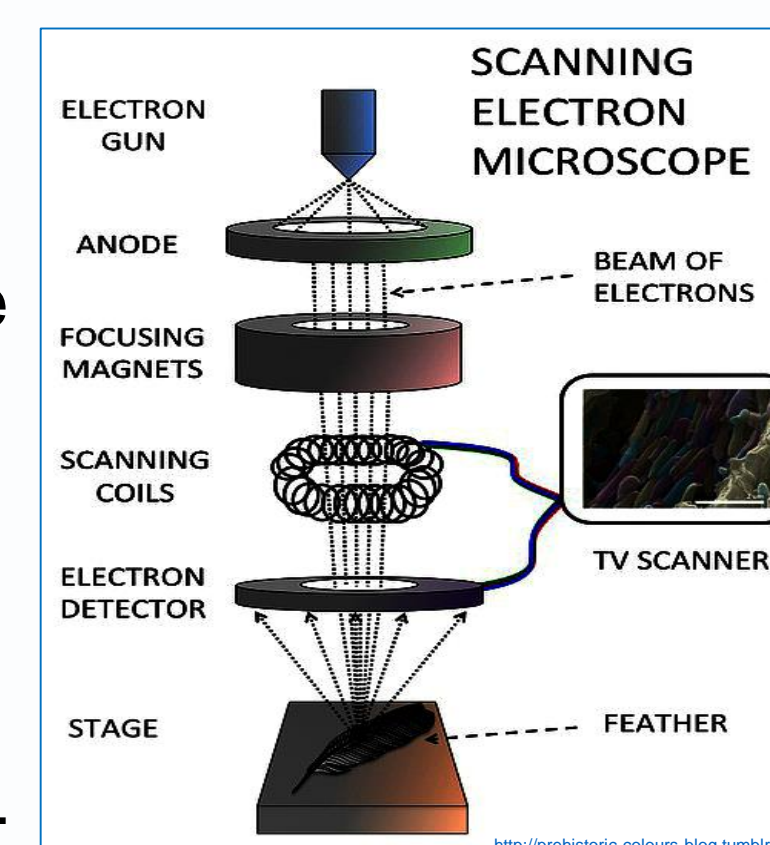 SCANNING
ELECTRON
MICROSCOPE
ELECTRON
GUN
ANODE
BEAM OF
ELECTRONS
FOCUSING
MAGNETS
SCANNING
COILS
TV SCANNER
ELECTRON
DETECTOR
STAGE
FEATHER